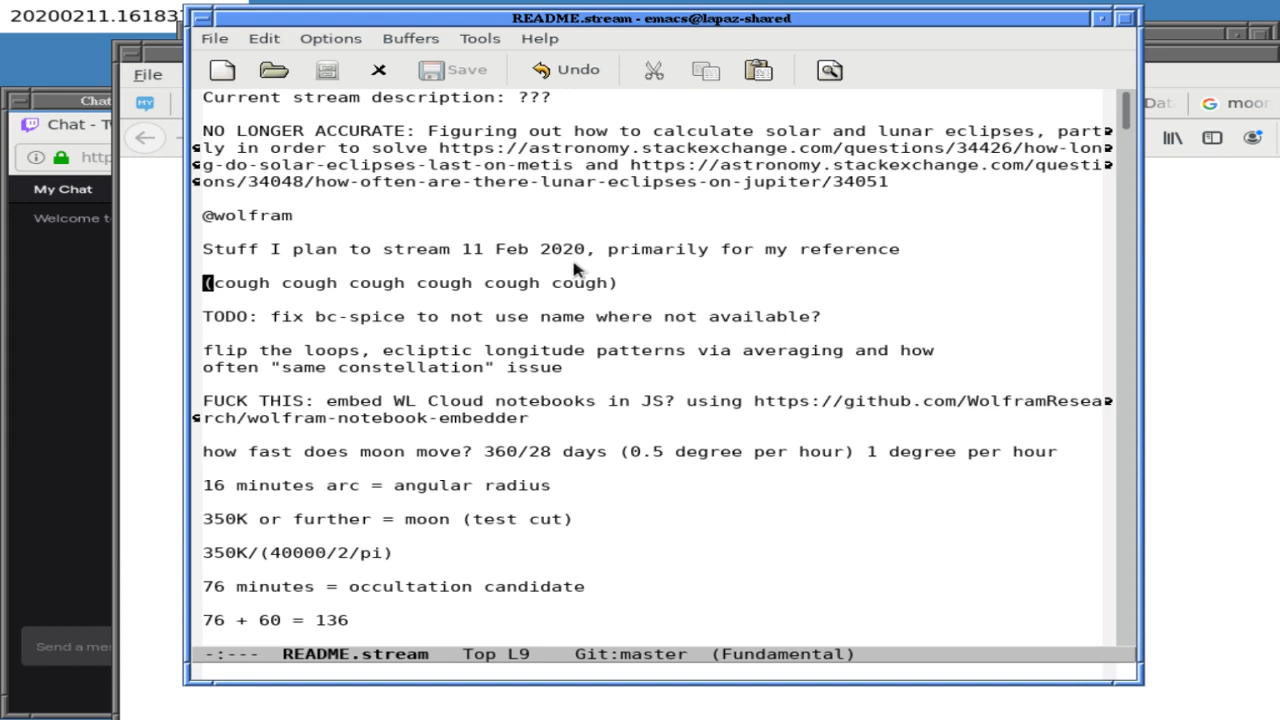 20200211.16183
README.stream - emacs@lapaz-shared
File Edit Options Buffers Tools Help
Save Undo
Current stream description: ???
NO LONGER ACCURATE: Figuring out how to calculate solar and lunar eclipses, part
ly in order to solve https://astronomy.stackexchange.com/questions/34426/how-lon
g-do-solar-eclipses-last-on-metis and https://astronomy.stackexchange.com/questi
ons/34048/how-often-are-there-lunar-eclipses-on-jupiter/34051
@wolfram
Stuff I plan to stream 11 Feb 2020, primarily for my reference
(cough cough cough cough cough cough)
TODO: fix bc-spice to not use name where not available?
flip the loops, ecliptic longitude patterns via averaging and how
often "same constellation" issue
FUCK THIS: embed WL Cloud notebooks in JS? using https://github.com/WolframResea
rch/wolfram-notebook-embedder
how fast does moon move? 360/28 days (0.5 degree per hour) 1 degree per hour
16 minutes arc = angular radius
350K or further = moon (test cut)
350K/(40000/2/pi)
76 minutes = occultation candidate
76 + 60 = 136
-:--- README.stream Top L9 Git:master (Fundamental)
File
MY
Chat
Chat - T
http
My Chat
Welcome t
Send a me
Dat
moor